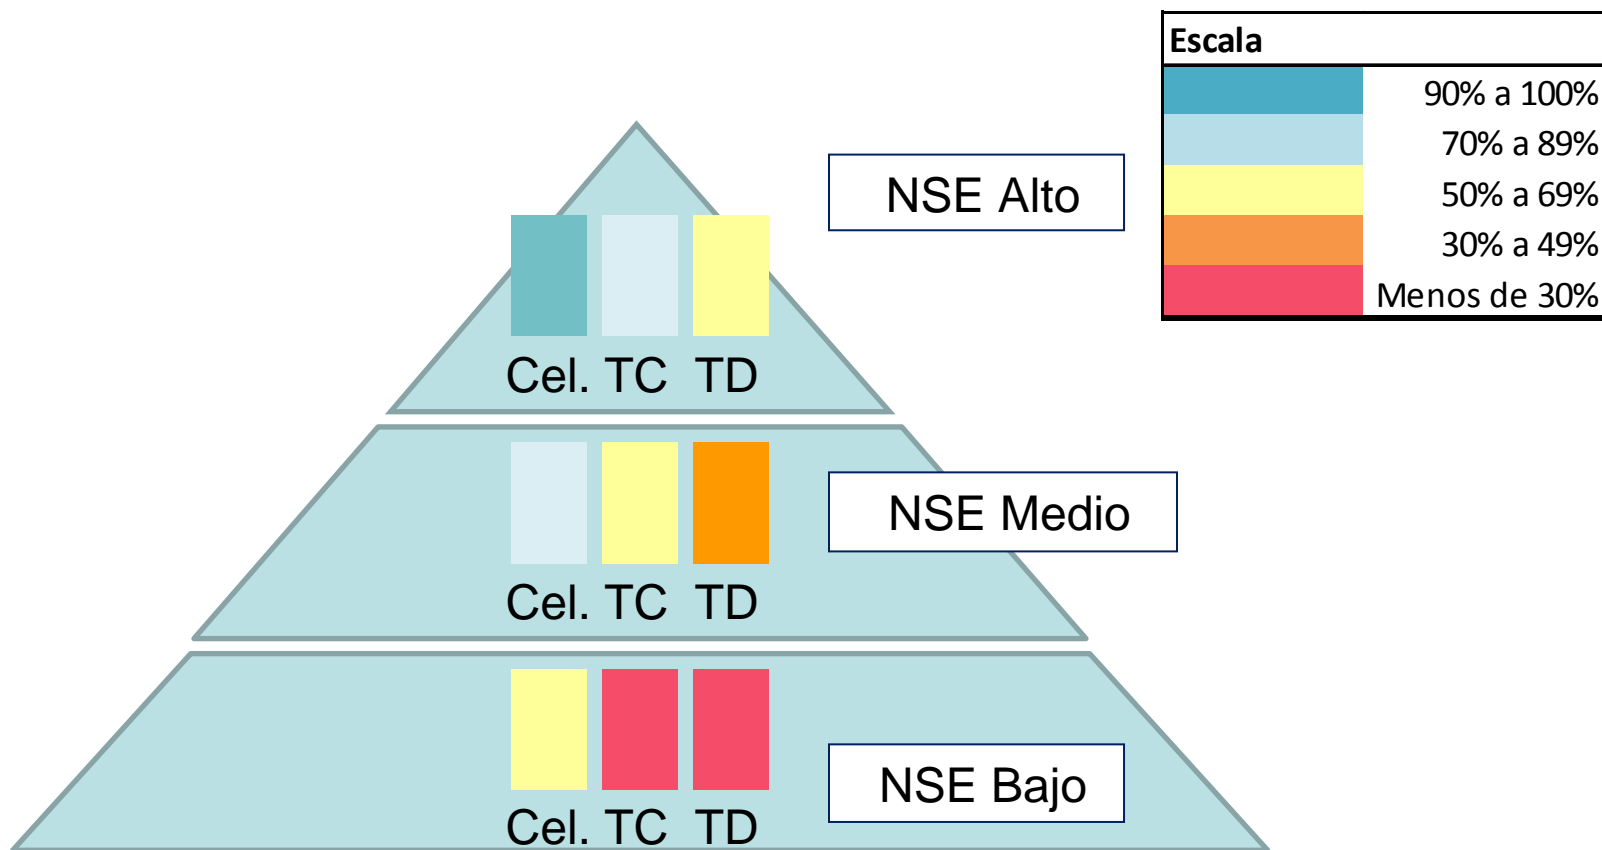 Escala
90% a 100%
70% a 89%
50% a 69%
30% a 49%
Menos de 30%
NSE Alto
Cel. TC TD
NSE Medio
Cel. TC TD
NSE Bajo
Cel. TC TD